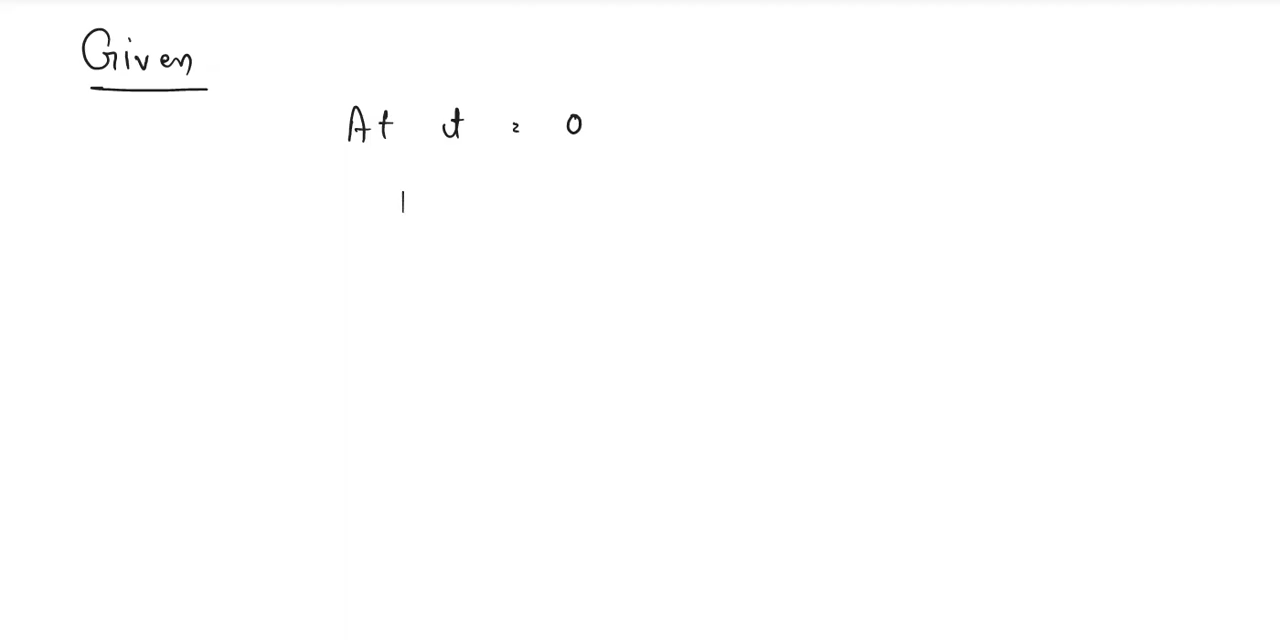 Given
At t = 0